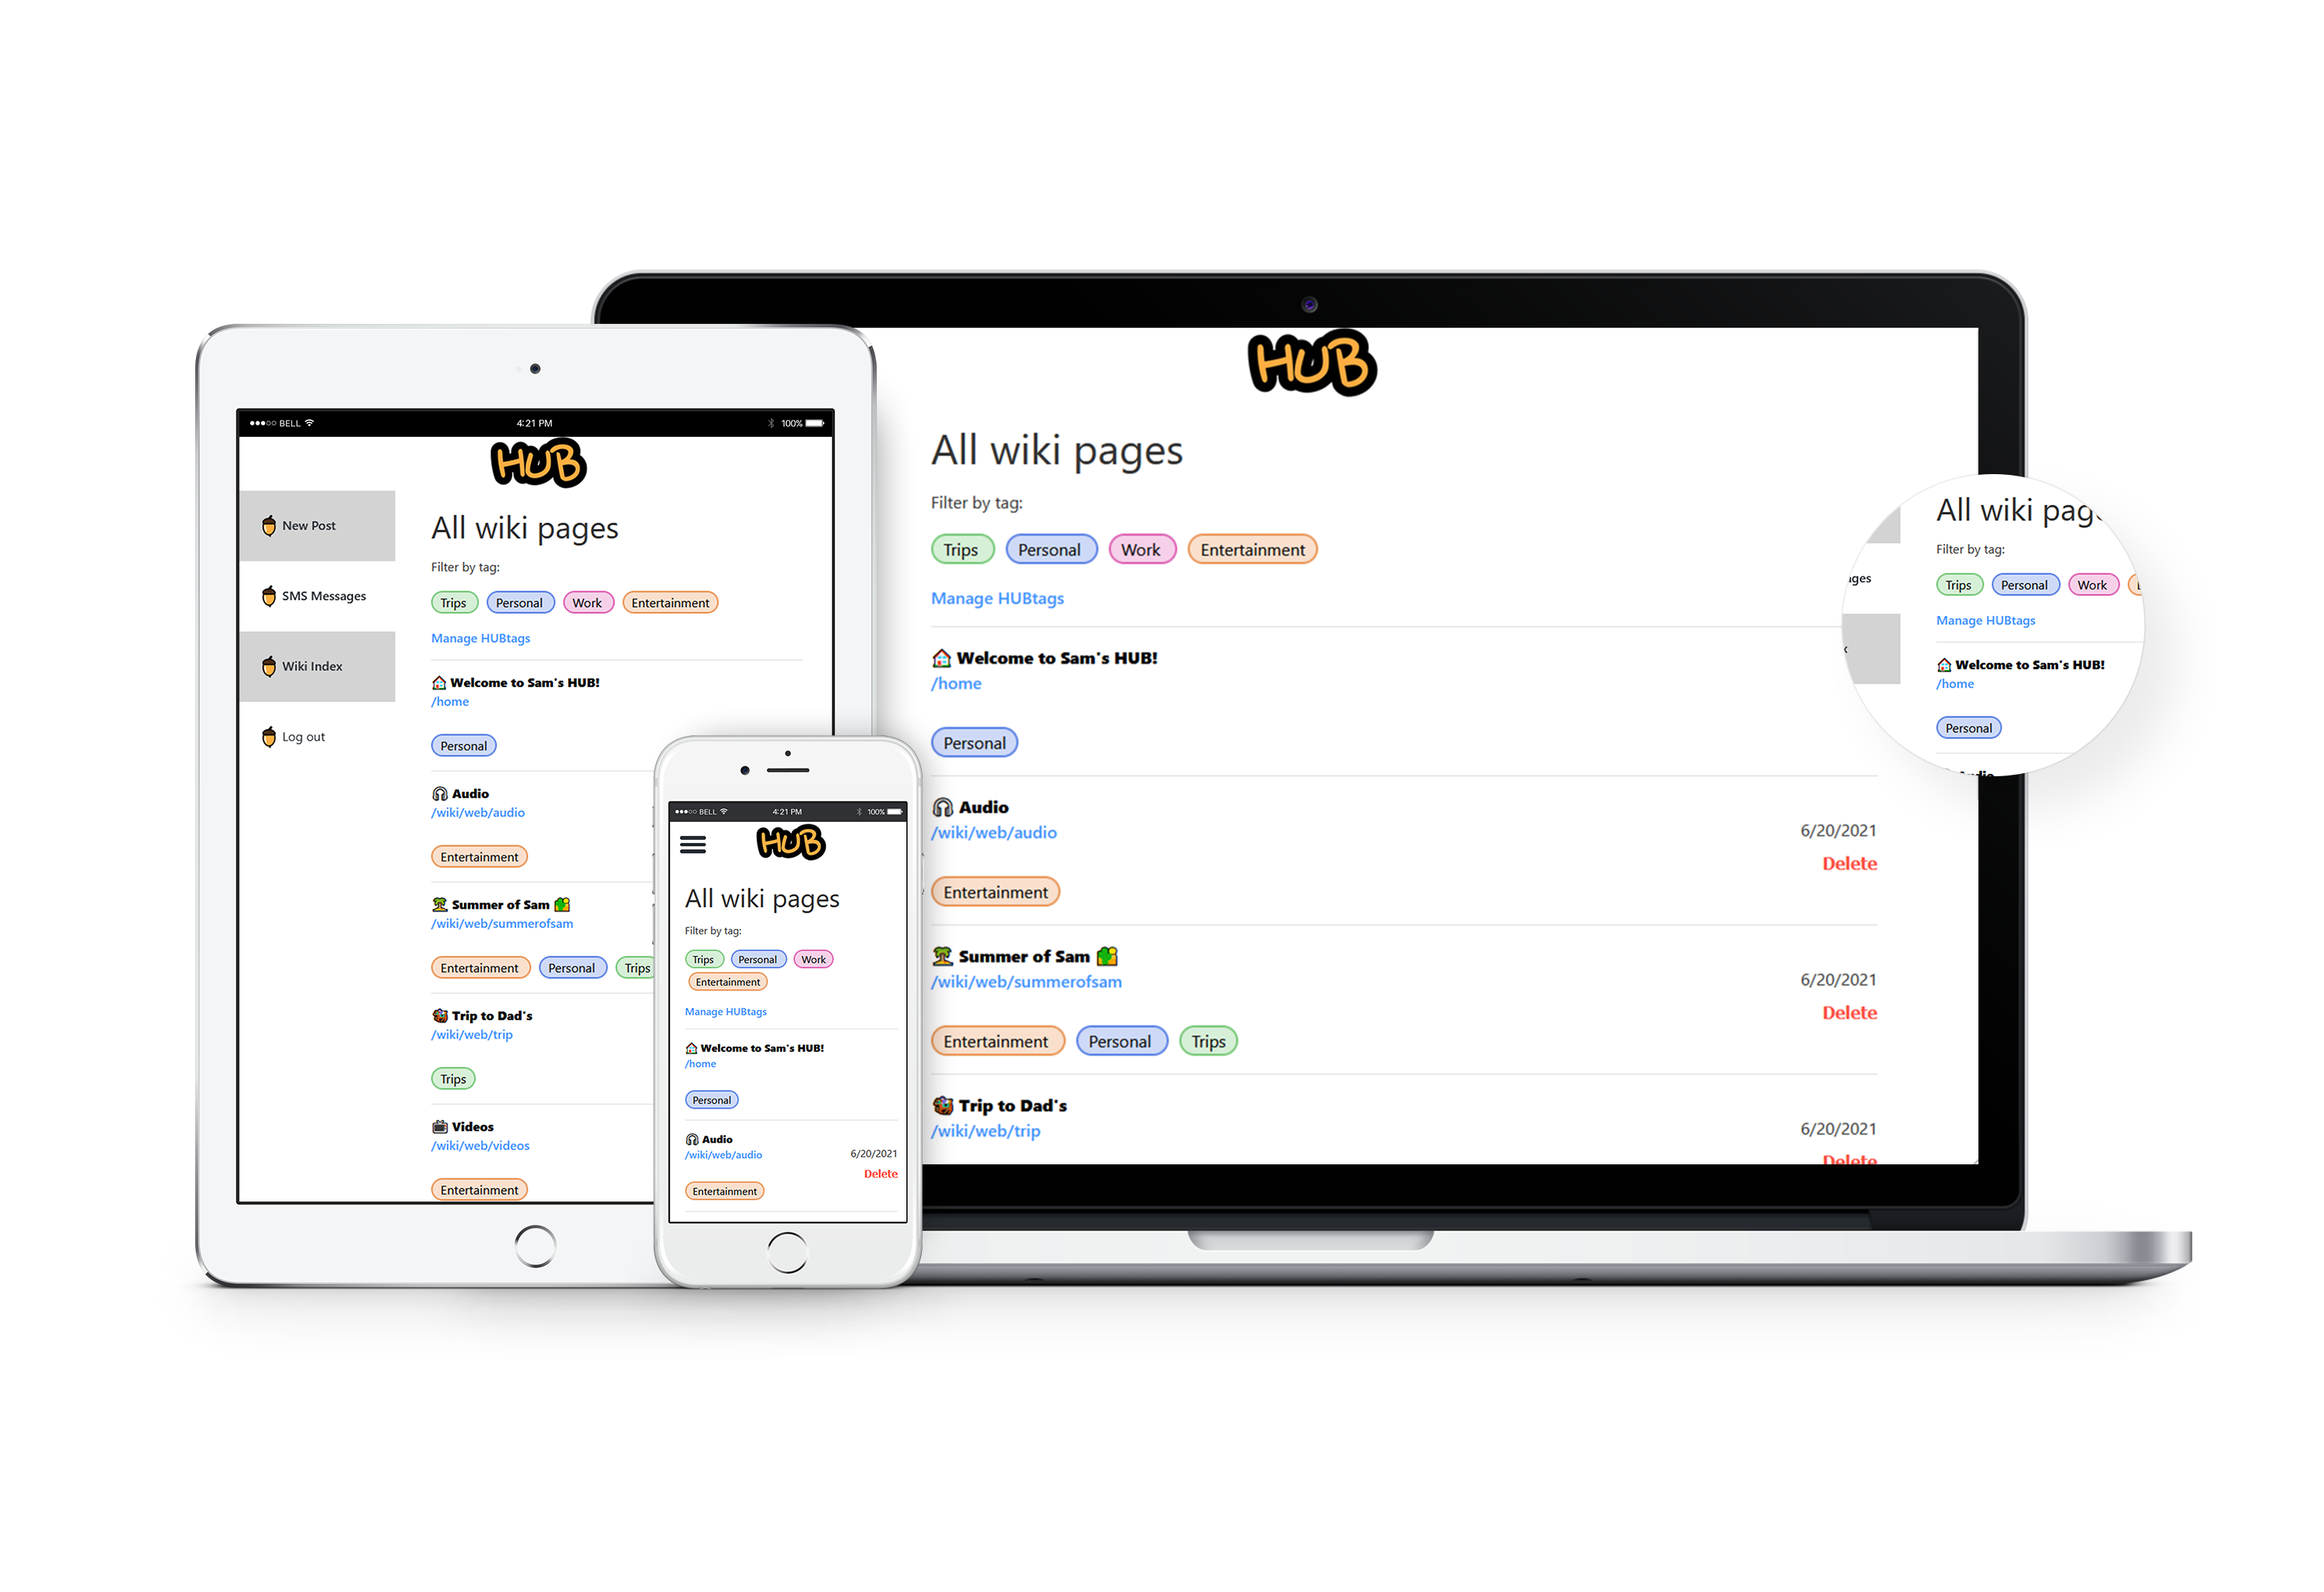 BELL 4:21 PM 100%
HUB
New Post
SMS Messages
Wiki Index
Log out
All wiki pages
Filter by tag:
Trips Personal Work Entertainment
Manage HUBtags
Welcome to Sam's HUB!
/home
Personal
Audio
/wiki/web/audio
Entertainment
Summer of Sam
/wiki/web/summerofsam
Entertainment Personal Trips
Trip to Dad's
/wiki/web/trip
Trips
Videos
/wiki/web/videos
Entertainment
BELL 4:21 PM 100%
HUB
All wiki pages
Filter by tag:
Trips Personal Work
Entertainment
Manage HUBtags
Welcome to Sam's HUB!
/home
Personal
Audio
/wiki/web/audio 6/20/2021
Delete
Entertainment
HUB
All wiki pages
Filter by tag:
Trips Personal Work Entertainment
Manage HUBtags
Welcome to Sam's HUB!
/home
Personal
Audio
/wiki/web/audio 6/20/2021
Delete
Entertainment
Summer of Sam
/wiki/web/summerofsam 6/20/2021
Delete
Entertainment Personal Trips
Trip to Dad's
/wiki/web/trip 6/20/2021
Delete
All wiki pag
Filter by tag:
ages
Trips Personal Work
Manage HUBtags
Welcome to Sam's HUB!
/home
Personal
Audio